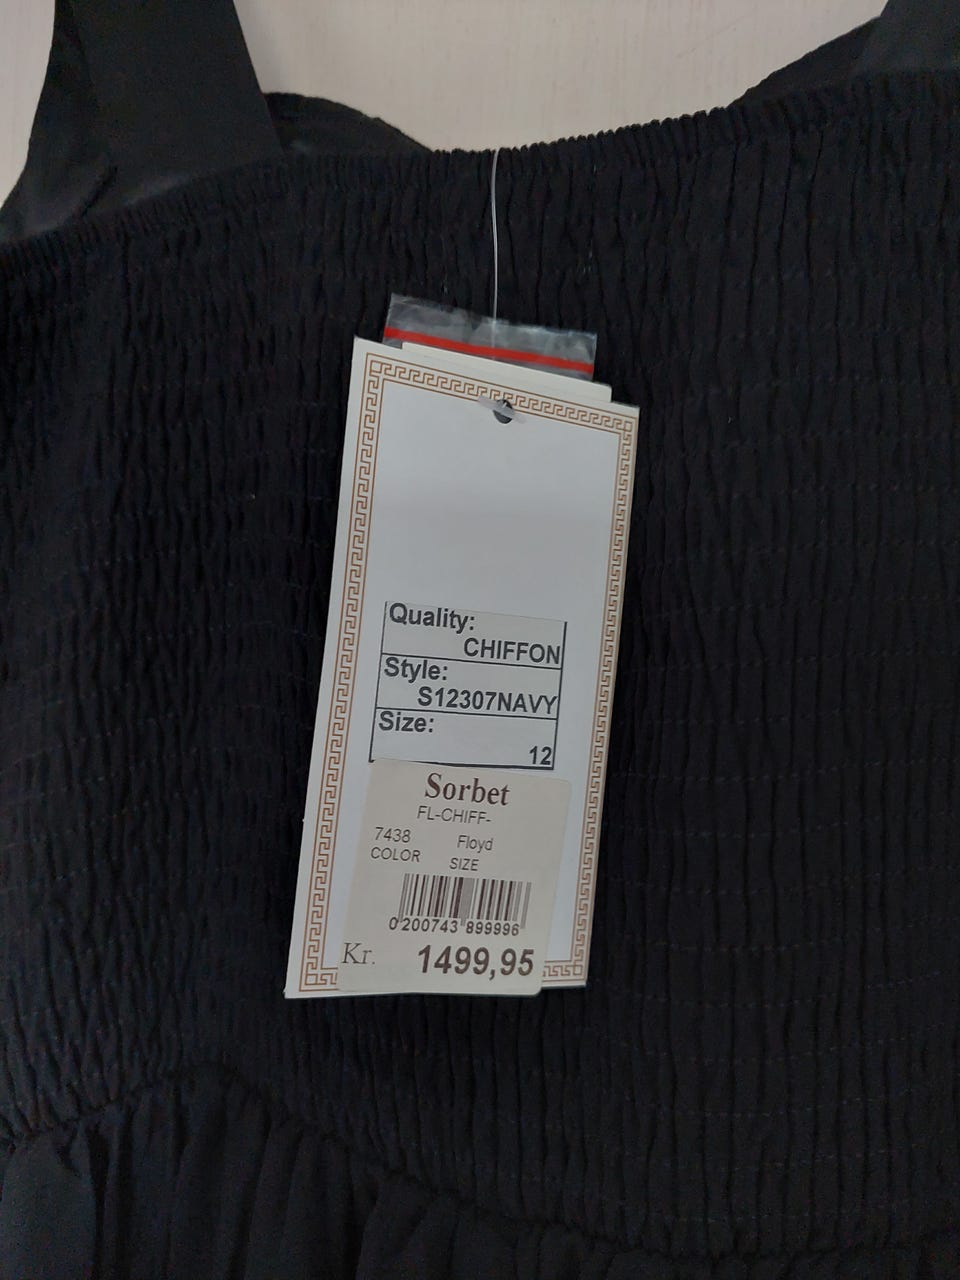 Quality:
CHIFFON
Style:
S12307NAVY
Size:
12
Sorbet
FL-CHIFF-
7438 Floyd
COLOR SIZE
0 200743 899996
Kr. 1499,95